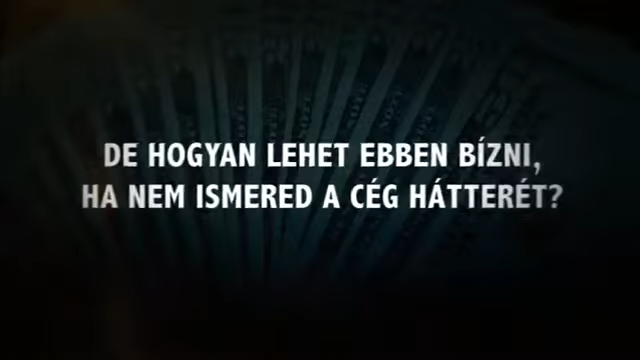 DE HOGYAN LEHET EBBEN BÍZNI,
HA NEM ISMERED A CÉG HÁTTERÉT?